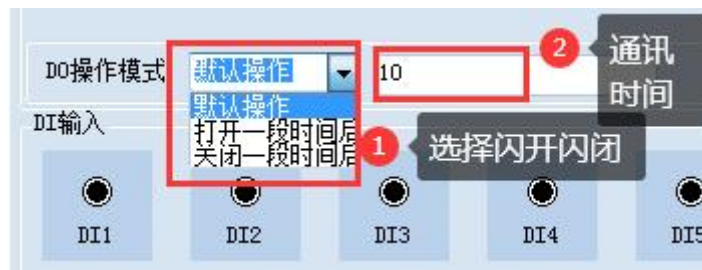 DO操作模式
默认操作
10
2
通讯
时间
默认操作
打开一段时间后
关闭一段时间后
1
选择闪开闪闭
DI输入
DI1
DI2
DI3
DI4
DI5